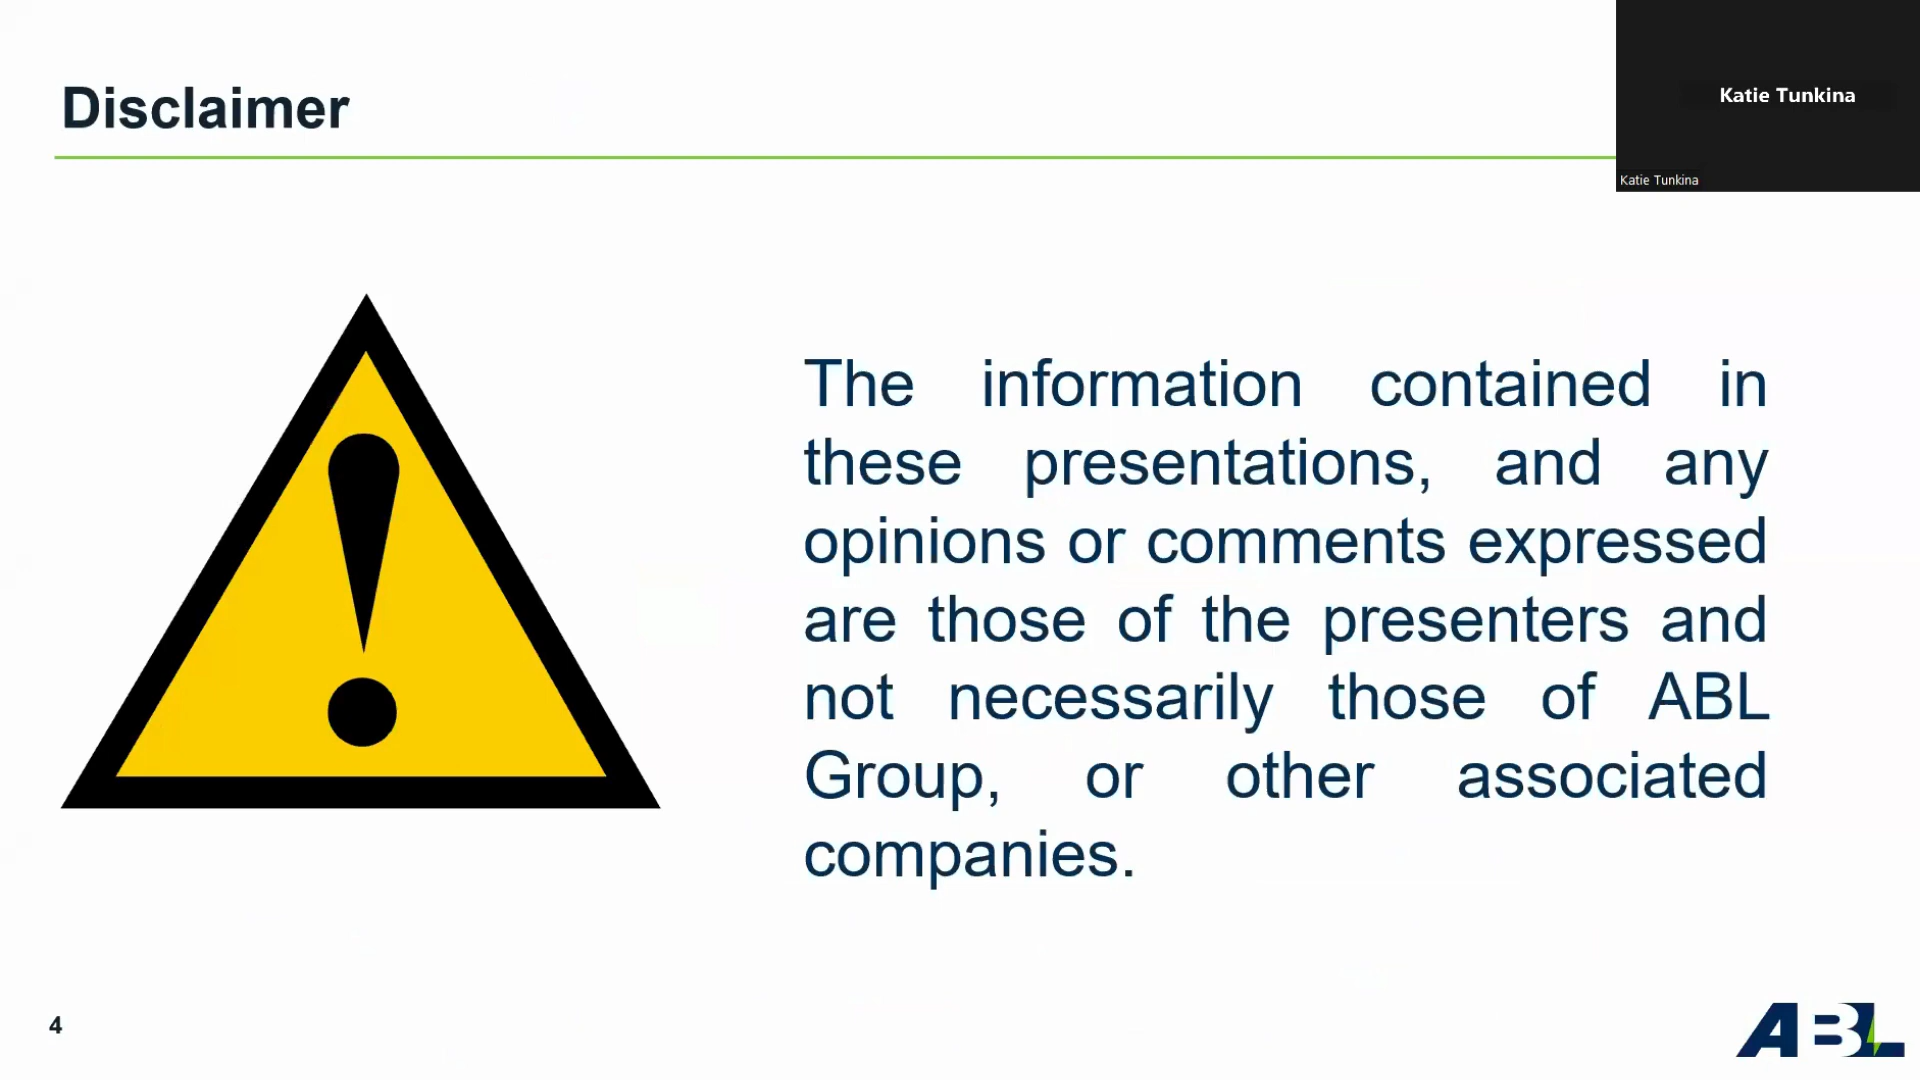 Disclaimer
Katie Tunkina
Katie Tunkina
The information contained in
these presentations, and any
opinions or comments expressed
are those of the presenters and
not necessarily those of ABL
Group, or other associated
companies.
4
ABL